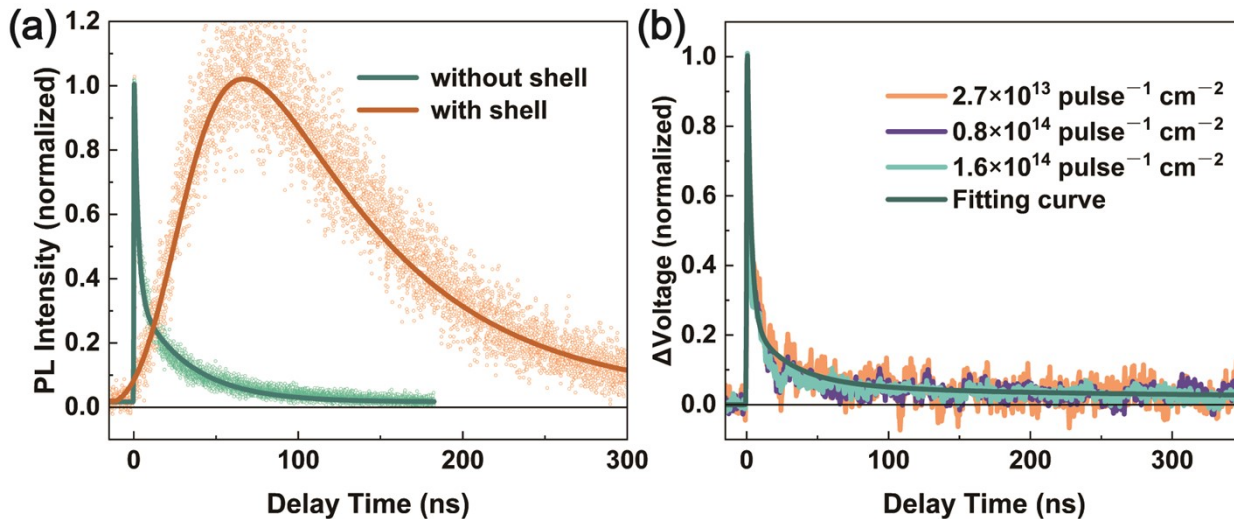 (a)
1.2
1.0
0.8
0.6
0.4
0.2
0.0
PL Intensity (normalized)
without shell
with shell
0
100
200
300
Delay Time (ns)
(b)
1.0
0.8
0.6
0.4
0.2
0.0
ΔVoltage (normalized)
2.7×10¹³ pulse⁻¹ cm⁻²
0.8×10¹⁴ pulse⁻¹ cm⁻²
1.6×10¹⁴ pulse⁻¹ cm⁻²
Fitting curve
0
100
200
300
Delay Time (ns)